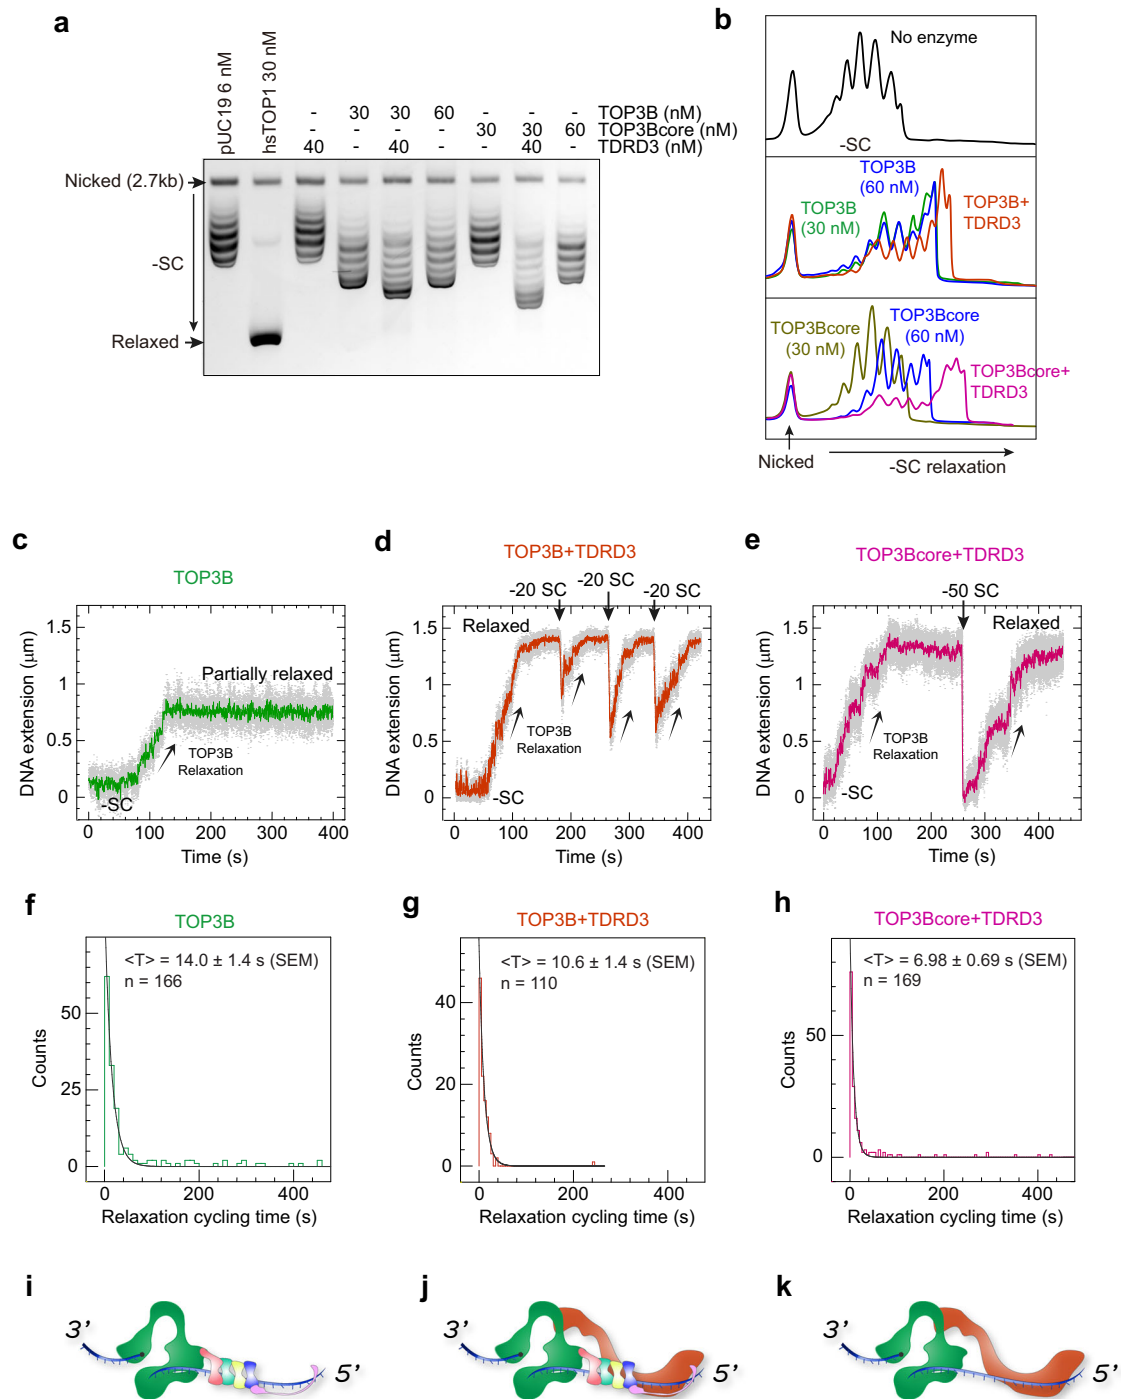 a
pUC19 6 nM
hsTOP1 30 nM
- 30 30 60 - - - TOP3B (nM)
- - - - 30 30 60 TOP3Bcore (nM)
40 - 40 - - 40 - TDRD3 (nM)
Nicked (2.7kb)
-SC
Relaxed
b
No enzyme
-SC
TOP3B
(60 nM)
TOP3B
(30 nM)
TOP3B+
TDRD3
TOP3Bcore
(30 nM)
TOP3Bcore
(60 nM)
TOP3Bcore+
TDRD3
Nicked
-SC relaxation
c
TOP3B
DNA extension (μm)
1.5
1
0.5
0
Partially relaxed
TOP3B
Relaxation
-SC
0 100 200 300 400
Time (s)
d
TOP3B+TDRD3
-20 SC
-20 SC
-20 SC
DNA extension (μm)
1.5
1
0.5
0
Relaxed
TOP3B
Relaxation
-SC
0 100 200 300 400
Time (s)
e
TOP3Bcore+TDRD3
-50 SC
DNA extension (μm)
1.5
1
0.5
0
Relaxed
TOP3B
Relaxation
-SC
0 100 200 300 400
Time (s)
f
TOP3B
<T> = 14.0 ± 1.4 s (SEM)
n = 166
Counts
50
25
0
0 200 400
Relaxation cycling time (s)
g
TOP3B+TDRD3
<T> = 10.6 ± 1.4 s (SEM)
n = 110
Counts
40
20
0
0 200 400
Relaxation cycling time (s)
h
TOP3Bcore+TDRD3
<T> = 6.98 ± 0.69 s (SEM)
n = 169
Counts
50
0
0 200 400
Relaxation cycling time (s)
i
3’
5’
j
3’
5’
k
3’
5’